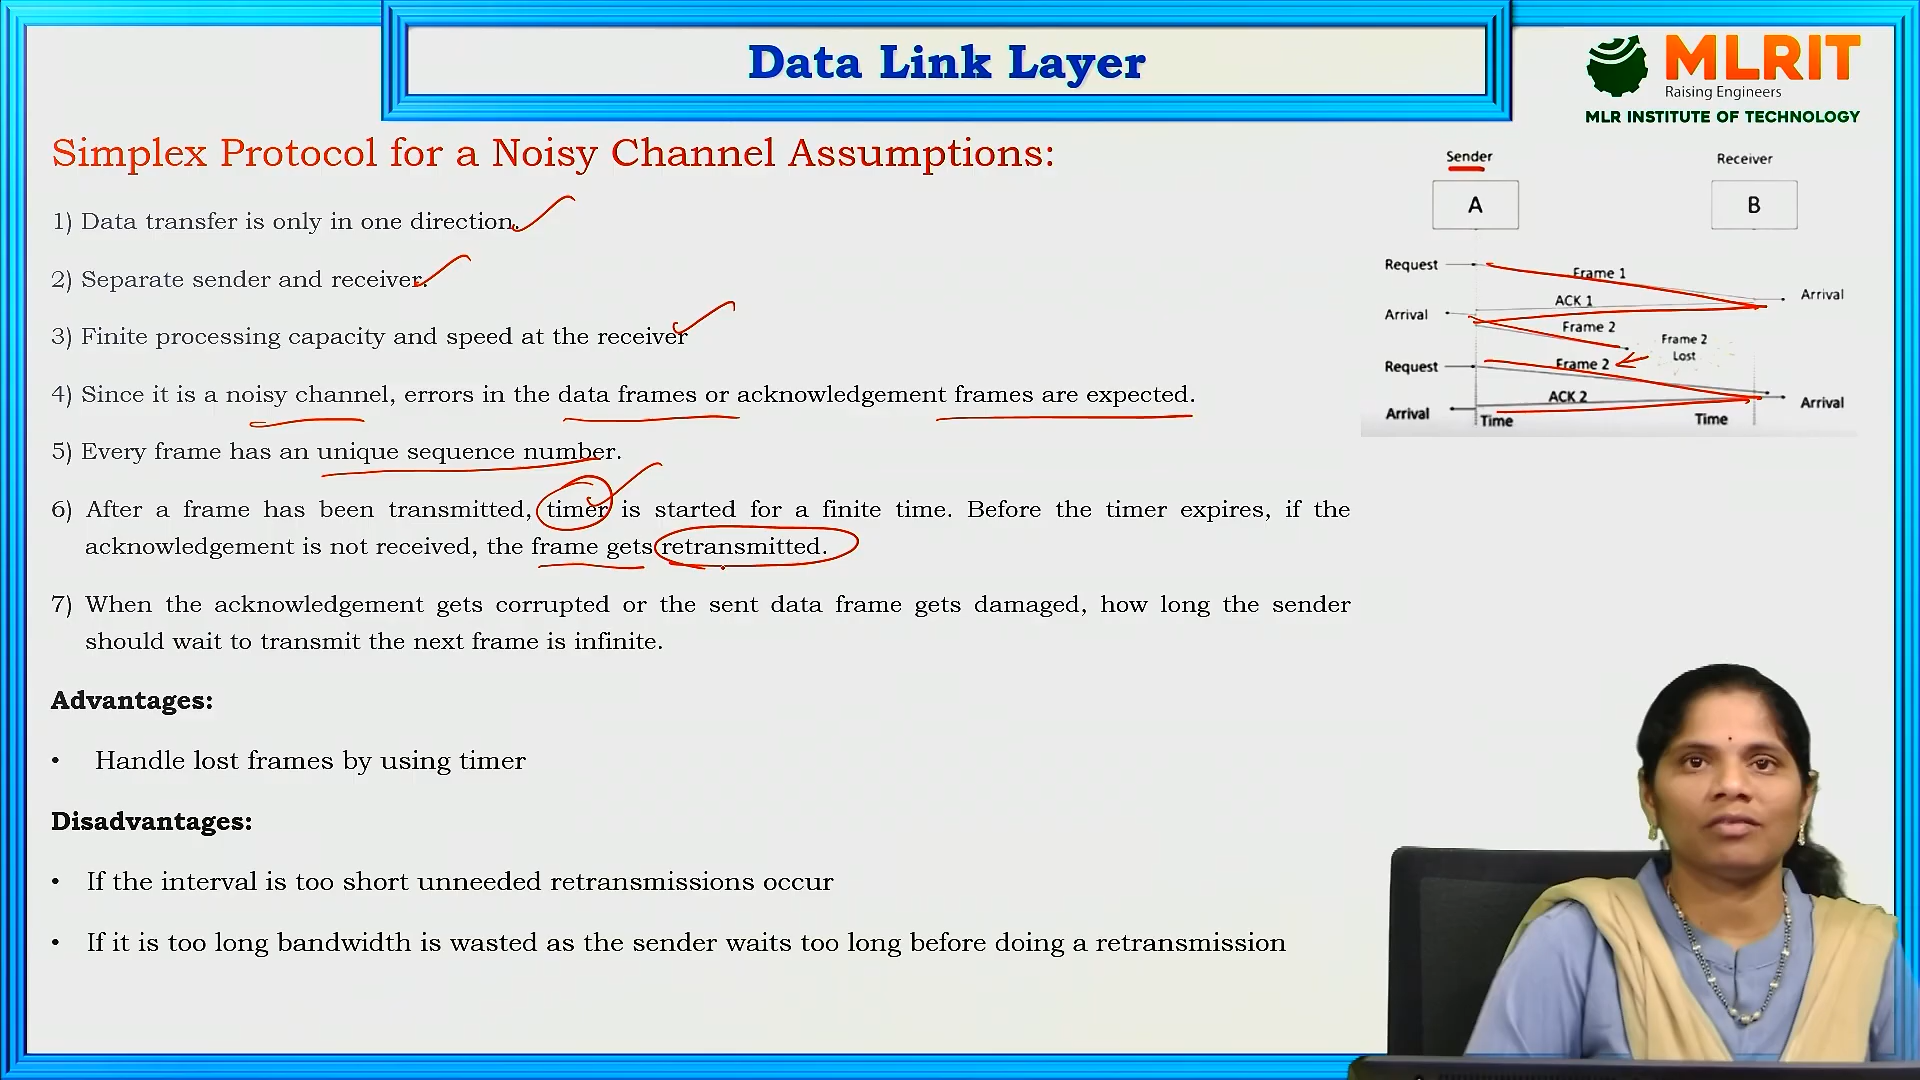 Data Link Layer
MLRIT
Raising Engineers
MLR INSTITUTE OF TECHNOLOGY
Simplex Protocol for a Noisy Channel Assumptions:
1) Data transfer is only in one direction.
2) Separate sender and receiver.
3) Finite processing capacity and speed at the receiver
4) Since it is a noisy channel, errors in the data frames or acknowledgement frames are expected.
5) Every frame has an unique sequence number.
6) After a frame has been transmitted, timer is started for a finite time. Before the timer expires, if the
acknowledgement is not received, the frame gets retransmitted.
7) When the acknowledgement gets corrupted or the sent data frame gets damaged, how long the sender
should wait to transmit the next frame is infinite.
Advantages:
• Handle lost frames by using timer
Disadvantages:
• If the interval is too short unneeded retransmissions occur
• If it is too long bandwidth is wasted as the sender waits too long before doing a retransmission
Sender
Receiver
A
B
Request
Frame 1
Arrival
ACK 1
Arrival
Frame 2
Frame 2
Lost
Request
Frame 2
ACK 2
Arrival
Arrival
Time
Time